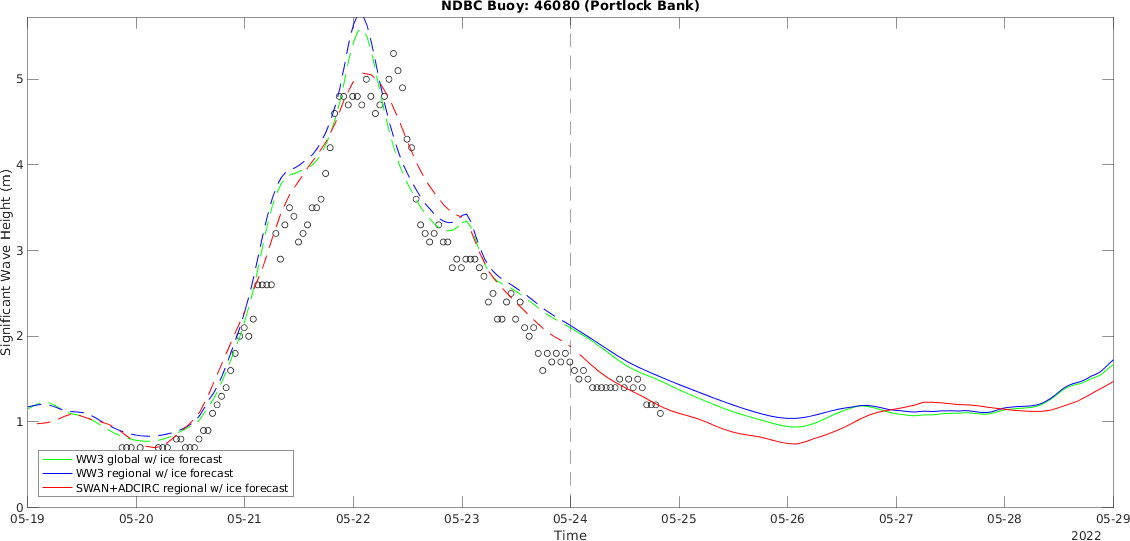 NDBC Buoy: 46080 (Portlock Bank)
Significant Wave Height (m)
5
4
3
2
1
0
WW3 global w/ ice forecast
WW3 regional w/ ice forecast
SWAN+ADCIRC regional w/ ice forecast
05-19 05-20 05-21 05-22 05-23 05-24 05-25 05-26 05-27 05-28 05-29
Time
2022